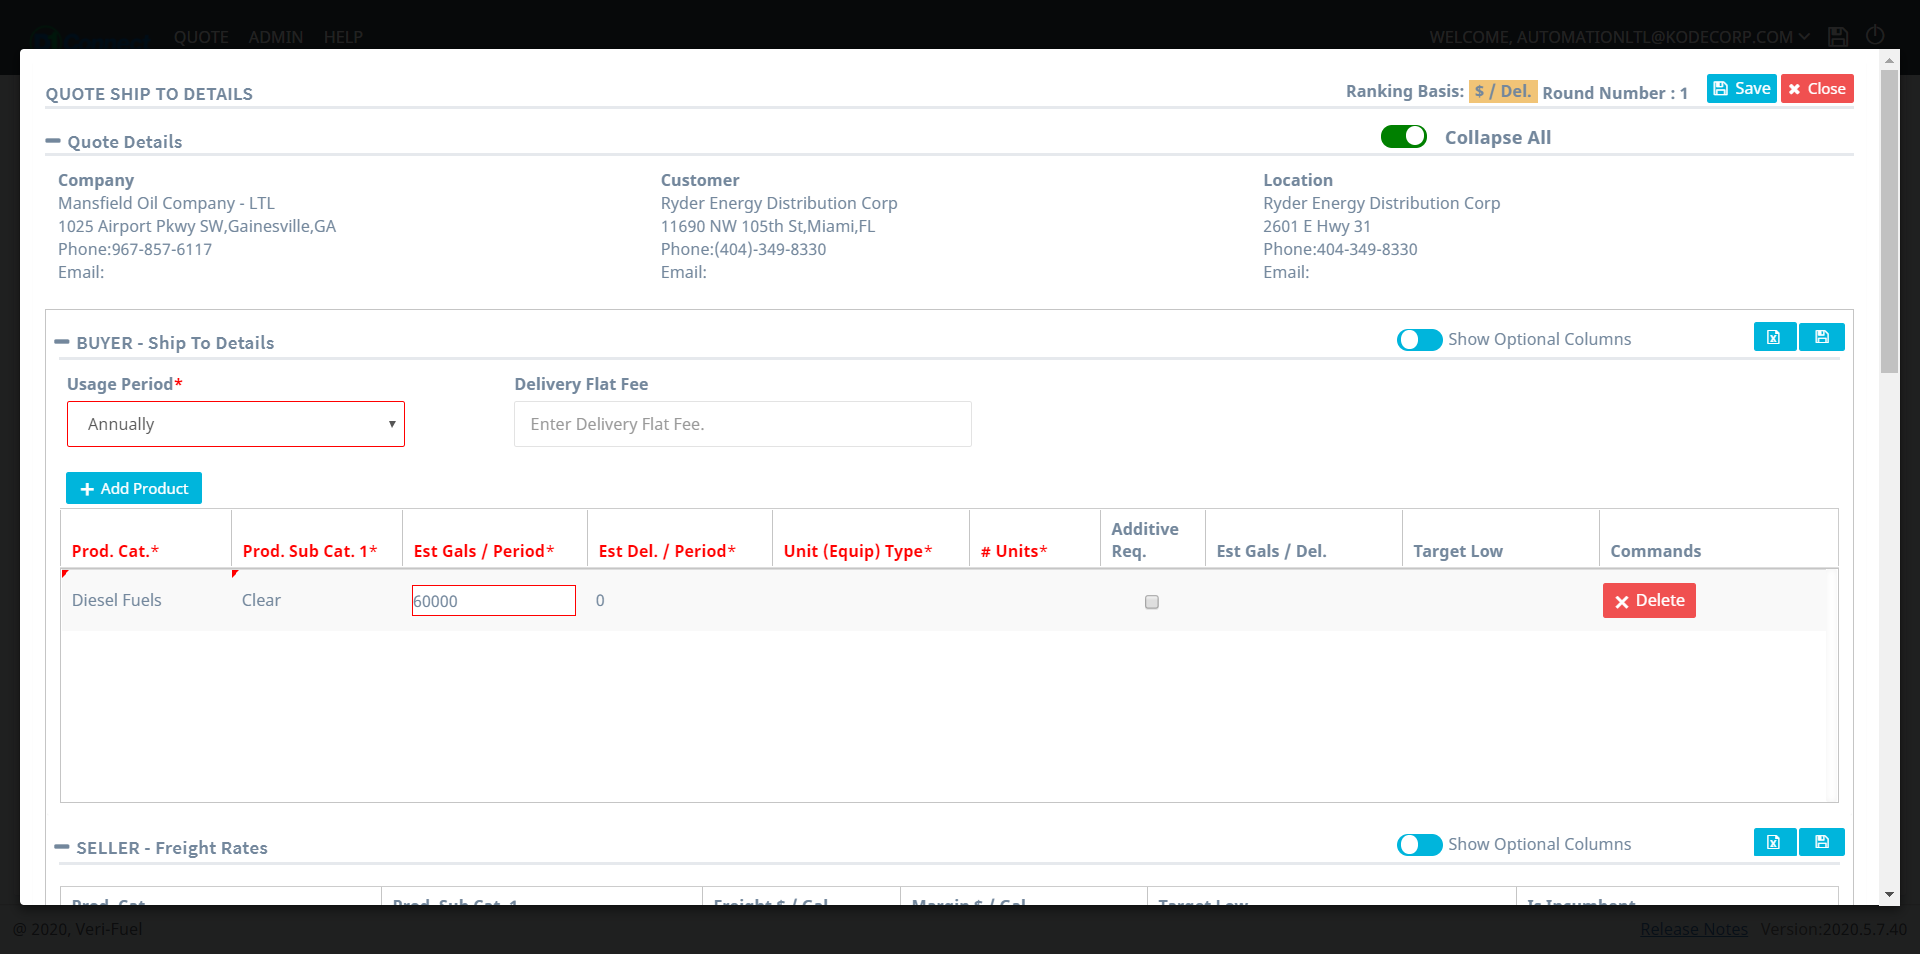 QUOTE ADMIN HELP WELCOME, AUTOMATIONLTL@KODECORP.COM
QUOTE SHIP TO DETAILS Ranking Basis: $ / Del. Round Number : 1 Save Close
Quote Details Collapse All
Company Customer Location
Mansfield Oil Company - LTL Ryder Energy Distribution Corp Ryder Energy Distribution Corp
1025 Airport Pkwy SW,Gainesville,GA 11690 NW 105th St,Miami,FL 2601 E Hwy 31
Phone:967-857-6117 Phone:(404)-349-8330 Phone:404-349-8330
Email: Email: Email:
BUYER - Ship To Details Show Optional Columns
Usage Period* Delivery Flat Fee
Annually Enter Delivery Flat Fee.
Add Product
Prod. Cat.* Prod. Sub Cat. 1* Est Gals / Period* Est Del. / Period* Unit (Equip) Type* # Units* Additive Req. Est Gals / Del. Target Low Commands
Diesel Fuels Clear 60000 0 Delete
SELLER - Freight Rates Show Optional Columns
Prod. Cat. Prod. Sub Cat. 1 Freight $ / Gal Margin $ / Gal Target Low Is Incumbent
@ 2020, Veri-Fuel Release Notes Version:2020.5.7.40